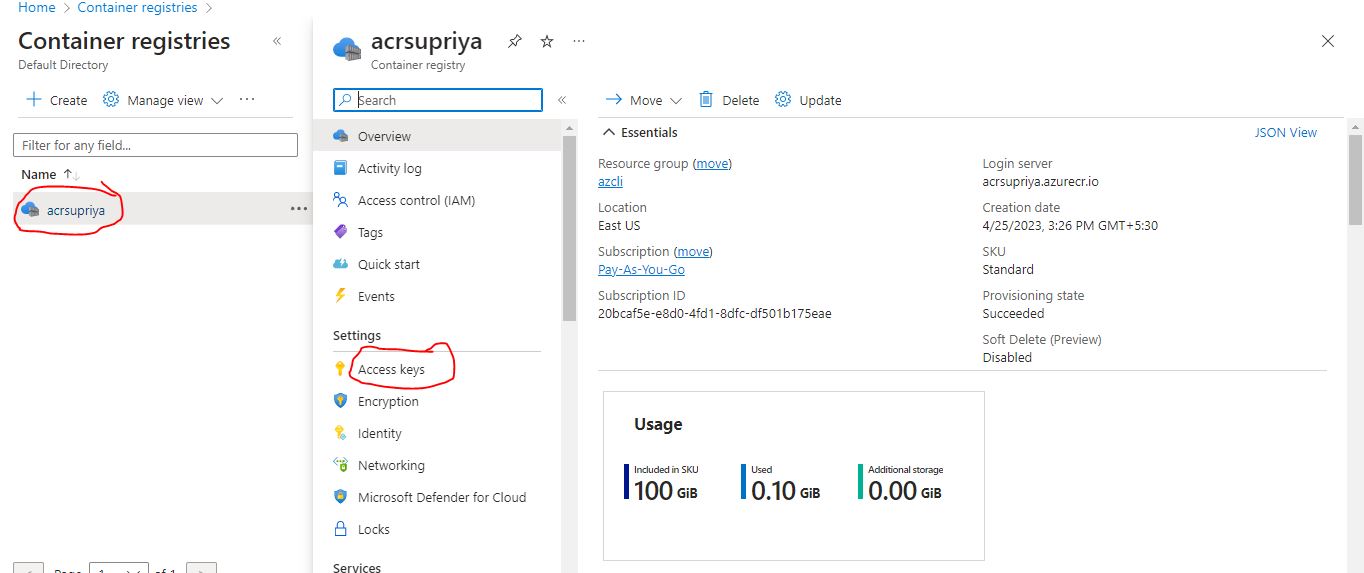 Home > Container registries >
Container registries
Default Directory
Create
Manage view
Filter for any field...
Name
acrsupriya
Page 1 of 1
acrsupriya
Container registry
Search
Overview
Activity log
Access control (IAM)
Tags
Quick start
Events
Settings
Access keys
Encryption
Identity
Networking
Microsoft Defender for Cloud
Locks
Services
Move
Delete
Update
Essentials
JSON View
Resource group (move)
azcli
Location
East US
Subscription (move)
Pay-As-You-Go
Subscription ID
20bcaf5e-e8d0-4fd1-8dfc-df501b175eae
Login server
acrsupriya.azurecr.io
Creation date
4/25/2023, 3:26 PM GMT+5:30
SKU
Standard
Provisioning state
Succeeded
Soft Delete (Preview)
Disabled
Usage
Included in SKU
100 GiB
Used
0.10 GiB
Additional storage
0.00 GiB